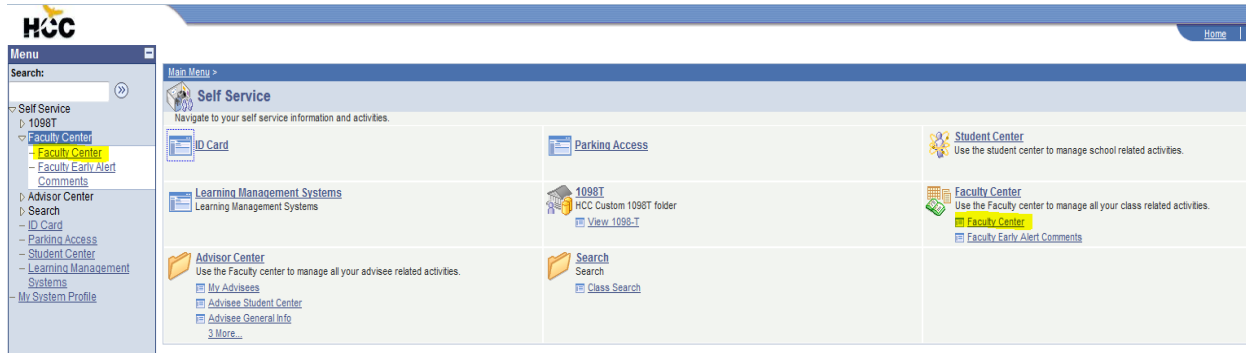 HCC
Home
Menu
Search:
Self Service
1098T
Faculty Center
Faculty Center
Faculty Early Alert
Comments
Advisor Center
Search
ID Card
Parking Access
Student Center
Learning Management
Systems
My System Profile
Main Menu >
Self Service
Navigate to your self service information and activities.
ID Card
Parking Access
Student Center
Use the student center to manage school related activities.
Learning Management Systems
Learning Management Systems
1098T
HCC Custom 1098T folder
View 1098-T
Faculty Center
Use the Faculty center to manage all your class related activities.
Faculty Center
Faculty Early Alert Comments
Advisor Center
Use the Faculty center to manage all your advisee related activities.
My Advisees
Advisee Student Center
Advisee General Info
3 More...
Search
Search
Class Search